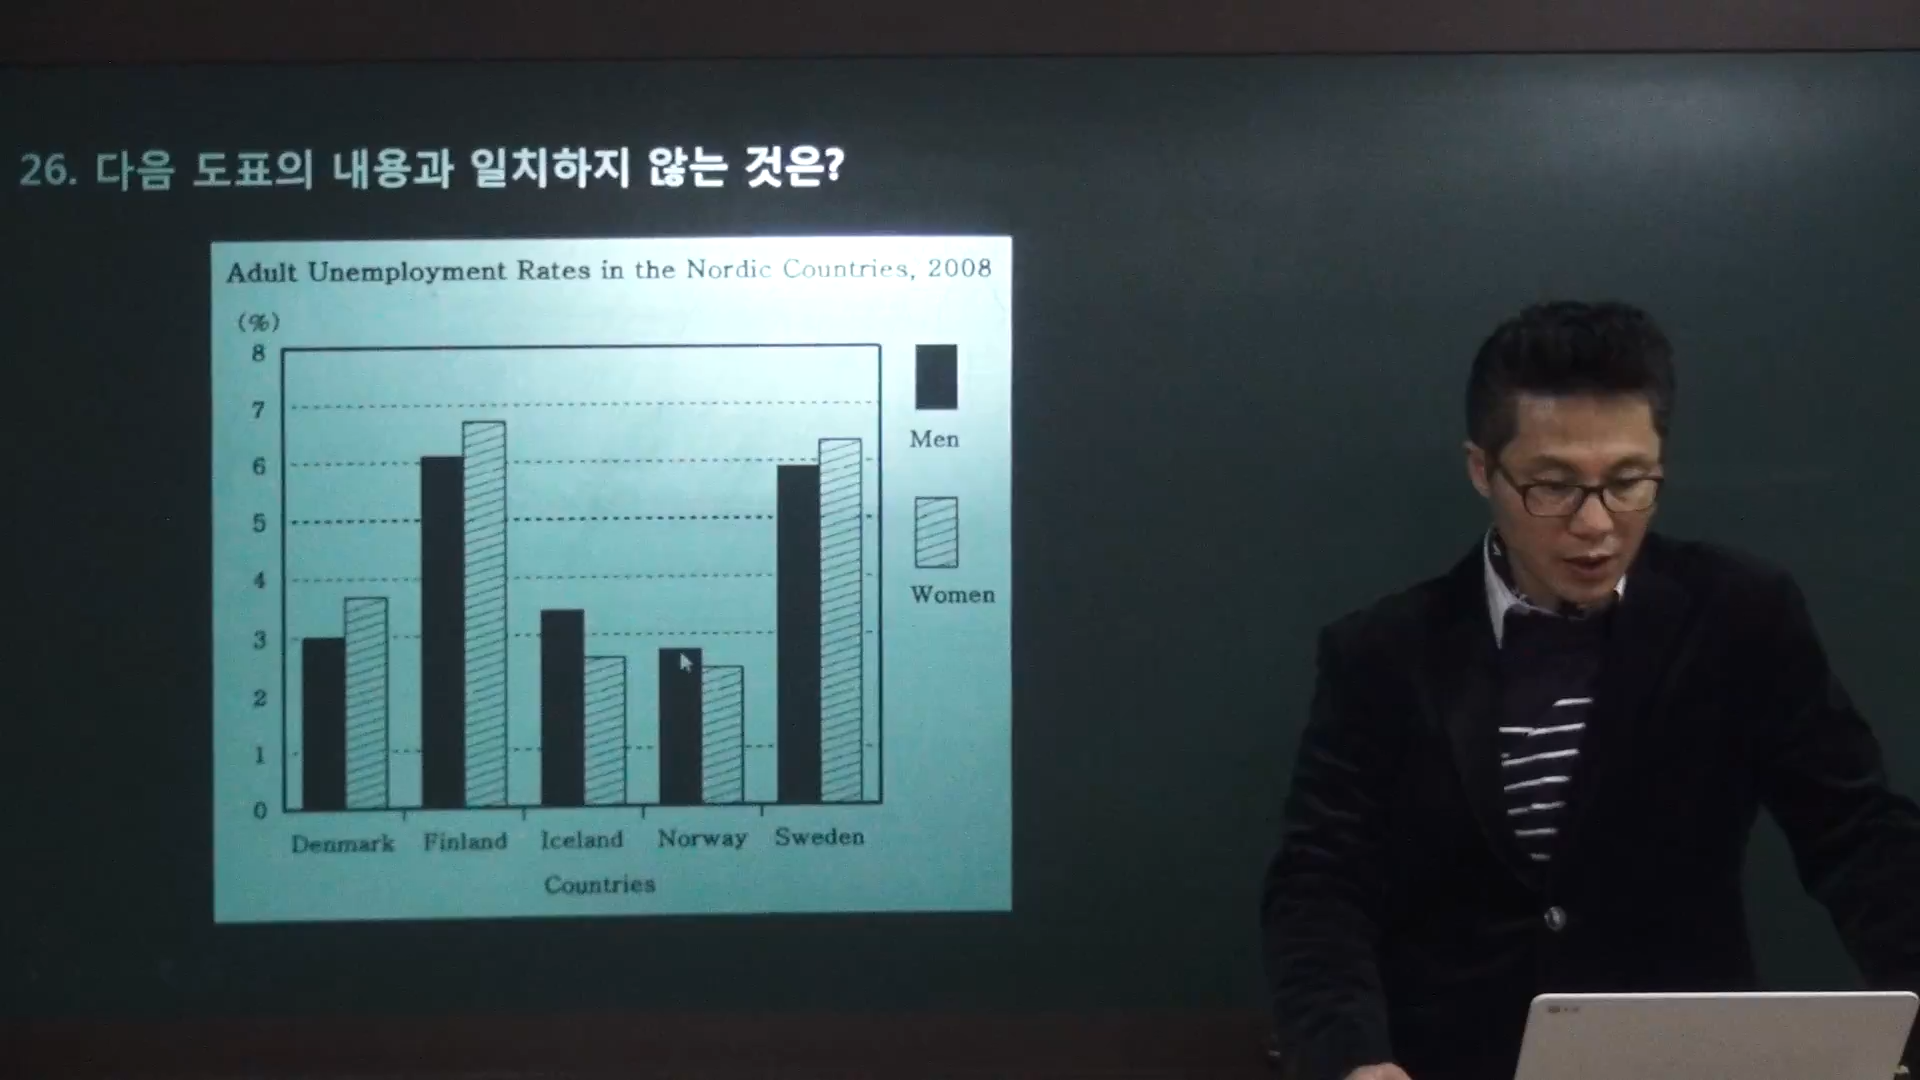 26. 다음 도표의 내용과 일치하지 않는 것은?
Adult Unemployment Rates in the Nordic Countries, 2008
(%)
8
7
6
5
4
3
2
1
0
Denmark Finland Iceland Norway Sweden
Countries
Men
Women